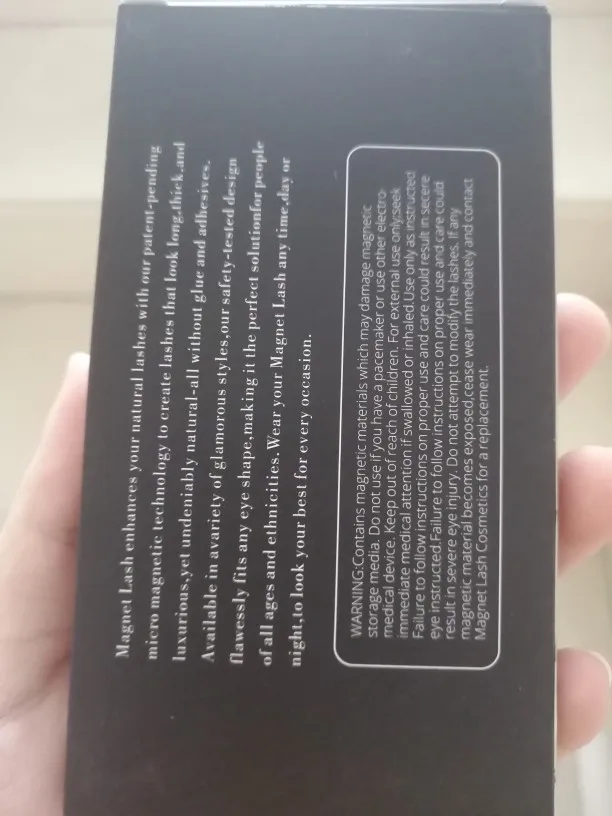 Magnet Lash enhances your natural lashes with our patent-pending
micro magnetic technology to create lashes that look long,thick,and
luxurious,yet undeniably natural-all without glue and adhesives.
Available in avariety of glamorous styles,our safety-tested design
flawessly fits any eye shape,making it the perfect solutionfor people
of all ages and ethnicities.Wear your Magnet Lash any time,day or
night,to look your best for every occasion.
WARNING:Contains magnetic materials which may damage magnetic
storage media. Do not use if you have a pacemaker or use other electro-
medical device. Keep out of reach of children. For external use only;seek
immediate medical attention if swallowed or inhaled.Use only as instructed
Failure to follow instructions on proper use and care could result in secere
eye instructed.Failure to follow instructions on proper use and care could
result in severe eye injury. Do not attempt to modify the lashes. if any
magnetic material becomes exposed,cease wear immediately and contact
Magnet Lash Cosmetics for a replacement.